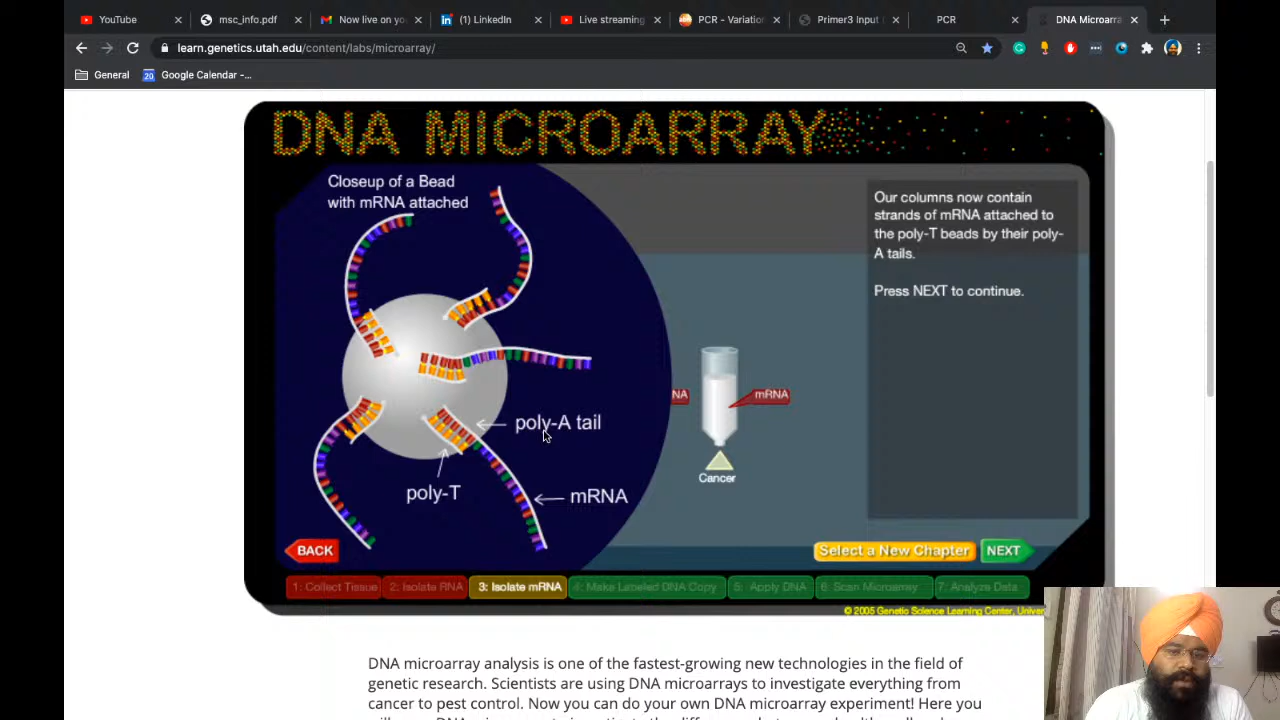 YouTube
msc_info.pdf
Now live on yo
(1) LinkedIn
Live streaming
PCR - Variation
Primer3 Input (
PCR
DNA Microarra
learn.genetics.utah.edu/content/labs/microarray/
General
20
Google Calendar -...
DNA MICROARRAY
Closeup of a Bead
with mRNA attached
Our columns now contain
strands of mRNA attached to
the poly-T beads by their poly-
A tails.
Press NEXT to continue.
NA
mRNA
poly-A tail
poly-T
mRNA
Cancer
BACK
Select a New Chapter
NEXT
1: Collect Tissue
2: Isolate RNA
3: Isolate mRNA
4: Make Labeled DNA Copy
5: Apply DNA
6: Scan Microarray
7: Analyze Data
© 2005 Genetic Science Learning Center, Univer
DNA microarray analysis is one of the fastest-growing new technologies in the field of
genetic research. Scientists are using DNA microarrays to investigate everything from
cancer to pest control. Now you can do your own DNA microarray experiment! Here you